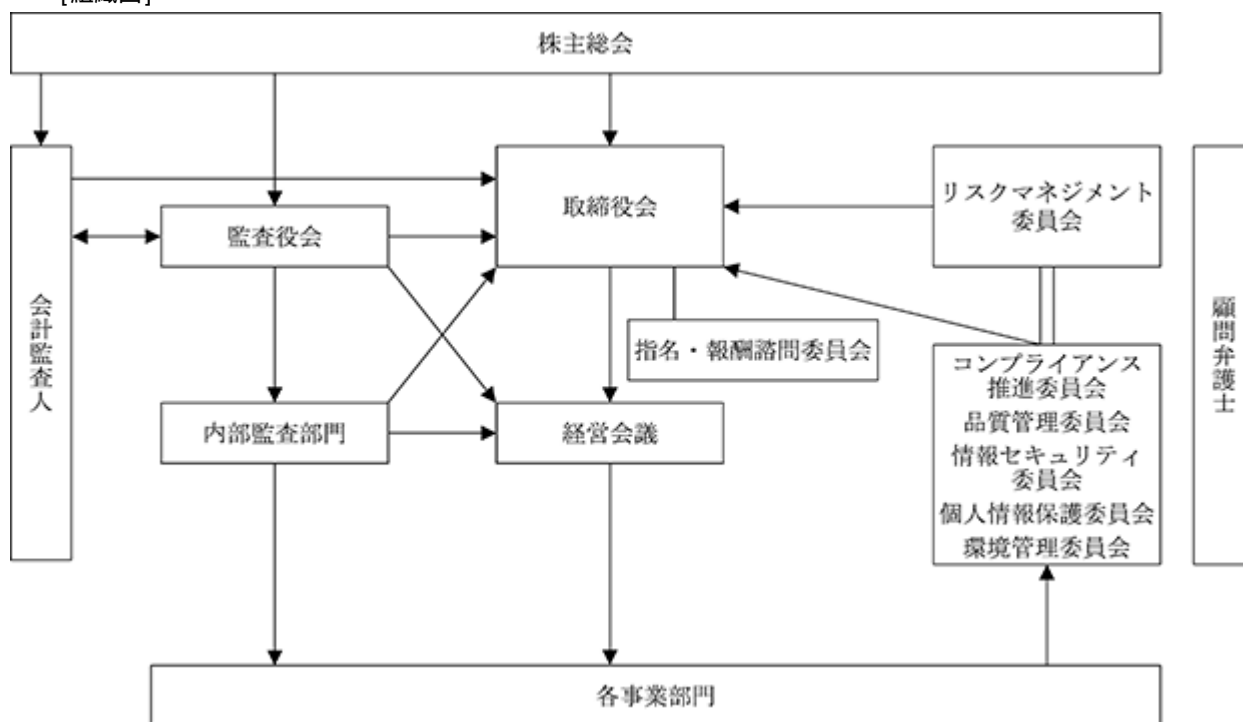 [組織図]
株主総会
取締役会
リスクマネジメント
委員会
監査役会
会計監査人
顧問弁護士
指名・報酬諮問委員会
コンプライアンス
推進委員会
品質管理委員会
情報セキュリティ
委員会
個人情報保護委員会
環境管理委員会
内部監査部門
経営会議
各事業部門